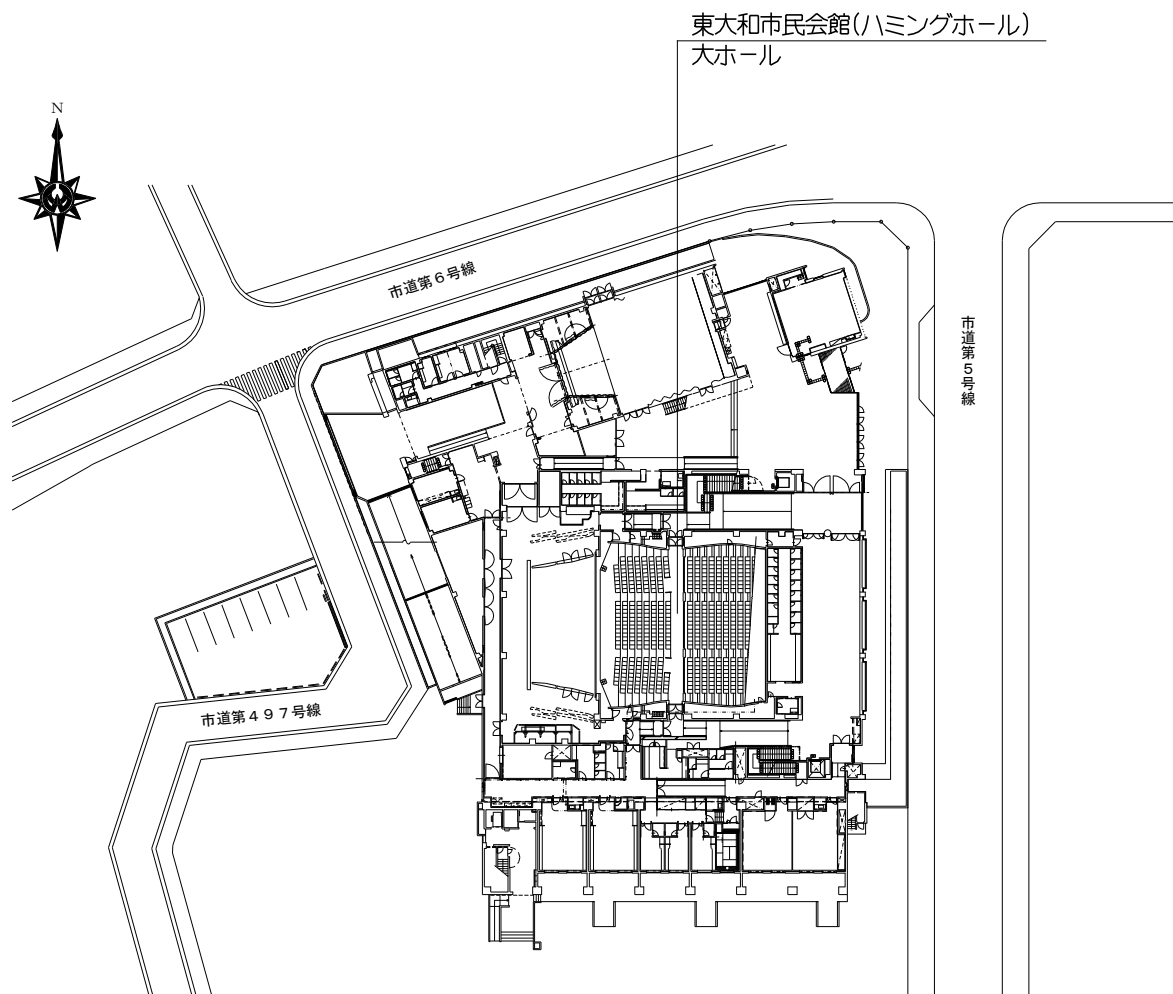 東大和市民会館(ハミングホール)
大ホール
N
市道第６号線
市道第５号線
市道第４９７号線